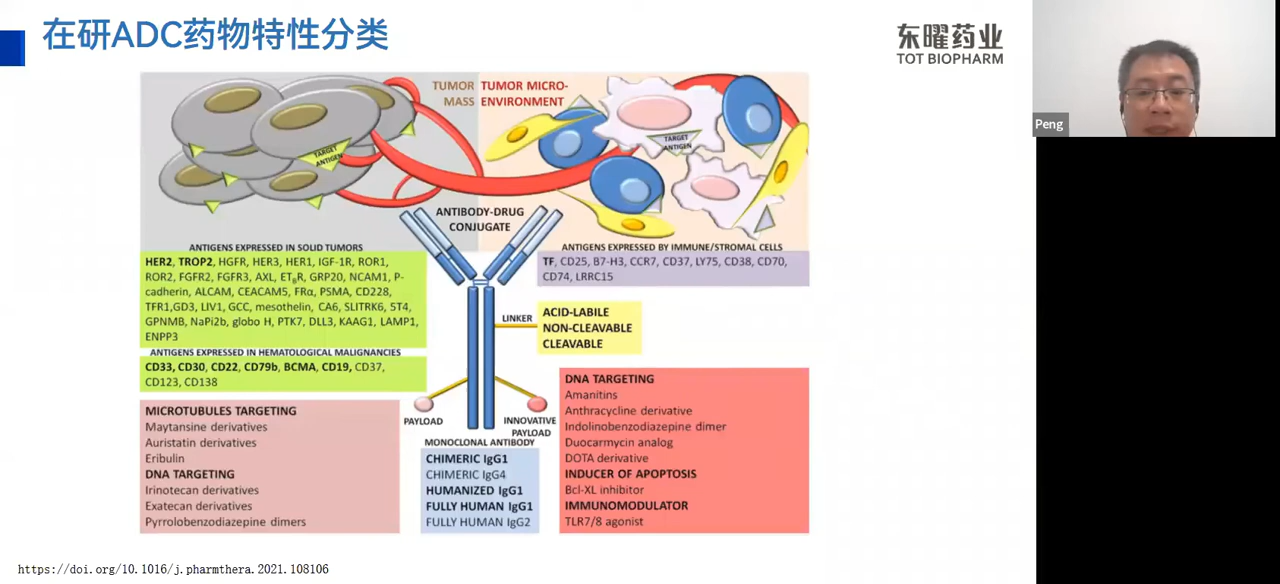 在研ADC药物特性分类
东曜药业
TOT BIOPHARM
Peng
TUMOR MASS
TUMOR MICRO-ENVIRONMENT
TARGET ANTIGEN
TARGET ANTIGEN
ANTIBODY-DRUG
CONJUGATE
ANTIGENS EXPRESSED IN SOLID TUMORS
HER2, TROP2, HGFR, HER3, HER1, IGF-1R, ROR1,
ROR2, FGFR2, FGFR3, AXL, ETBR, GRP20, NCAM1, P-
cadherin, ALCAM, CEACAM5, FRα, PSMA, CD228,
TFR1,GD3, LIV1, GCC, mesothelin, CA6, SLITRK6, 5T4,
GPNMB, NaPi2b, globo H, PTK7, DLL3, KAAG1, LAMP1,
ENPP3
ANTIGENS EXPRESSED IN HEMATOLOGICAL MALIGNANCIES
CD33, CD30, CD22, CD79b, BCMA, CD19, CD37,
CD123, CD138
ANTIGENS EXPRESSED BY IMMUNE/STROMAL CELLS
TF, CD25, B7-H3, CCR7, CD37, LY75, CD38, CD70,
CD74, LRRC15
LINKER
ACID-LABILE
NON-CLEAVABLE
CLEAVABLE
MICROTUBULES TARGETING
Maytansine derivatives
Auristatin derivatives
Eribulin
DNA TARGETING
Irinotecan derivatives
Exatecan derivatives
Pyrrolobenzodiazepine dimers
PAYLOAD
INNOVATIVE
PAYLOAD
MONOCLONAL ANTIBODY
CHIMERIC IgG1
CHIMERIC IgG4
HUMANIZED IgG1
FULLY HUMAN IgG1
FULLY HUMAN IgG2
DNA TARGETING
Amanitins
Anthracycline derivative
Indolinobenzodiazepine dimer
Duocarmycin analog
DOTA derivative
INDUCER OF APOPTOSIS
Bcl-XL inhibitor
IMMUNOMODULATOR
TLR7/8 agonist
https://doi.org/10.1016/j.pharmthera.2021.108106